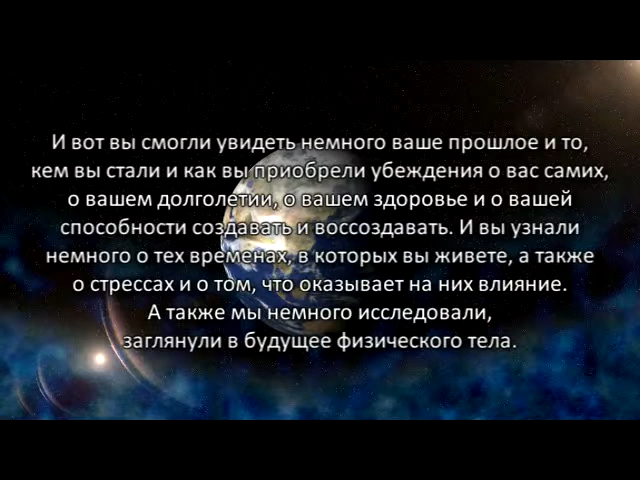 И вот вы смогли увидеть немного ваше прошлое и то,
кем вы стали и как вы приобрели убеждения о вас самих,
о вашем долголетии, о вашем здоровье и о вашей
способности создавать и воссоздавать. И вы узнали
немного о тех временах, в которых вы живете, а также
о стрессах и о том, что оказывает на них влияние.
А также мы немного исследовали,
заглянули в будущее физического тела.